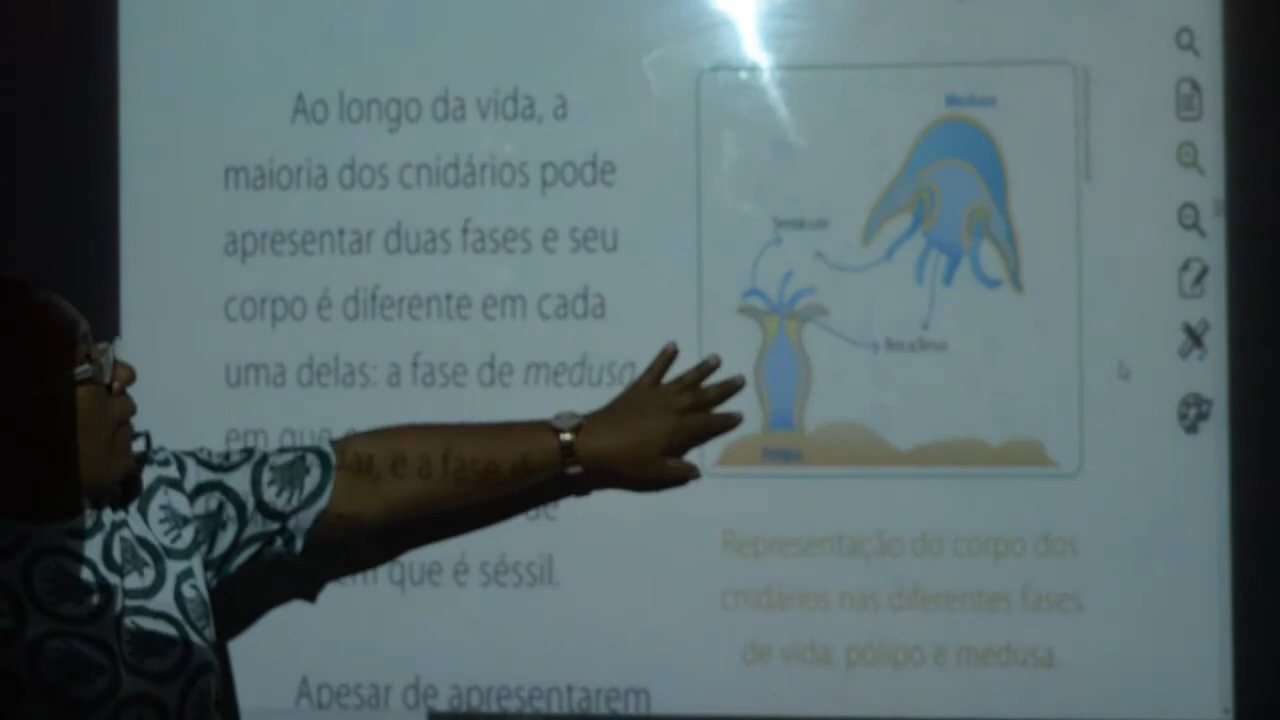 Ao longo da vida, a
maioria dos cnidários pode
apresentar duas fases e seu
corpo é diferente em cada
uma delas: a fase de medusa
em que
ar, e a fase d
de
que é séssil.
Apesar de apresentarem
Medusa
Tentáculo
Boca/ânus
Pólipo
Representação do corpo dos
cnidários nas diferentes fases
de vida: pólipo e medusa.